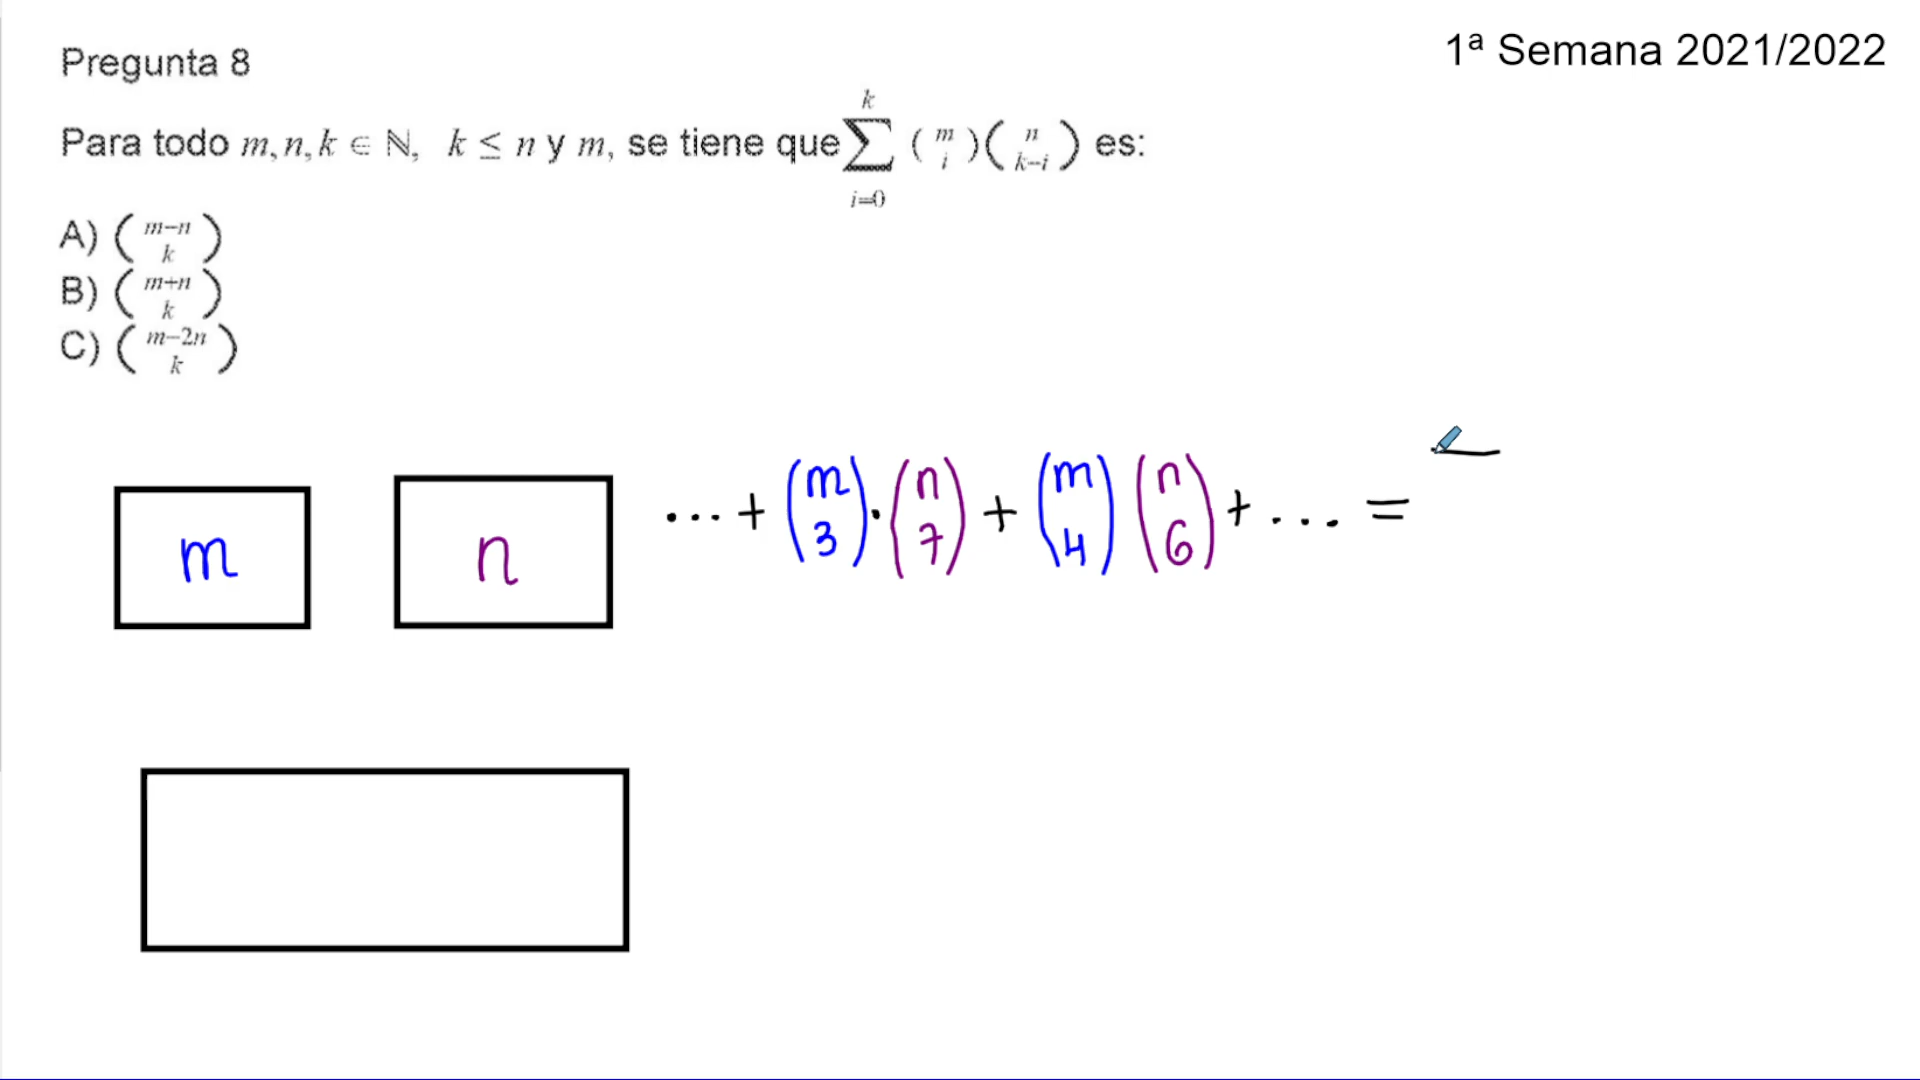 1ª Semana 2021/2022
Pregunta 8
Para todo m, n, k ∈ ℕ, k ≤ n y m, se tiene que ∑_{i=0}^{k} (m i)(n k−i) es:
A) (m−n k)
B) (m+n k)
C) (m−2n k)
m n ... + (m 3)·(n 7) + (m 4)(n 6) + ... =